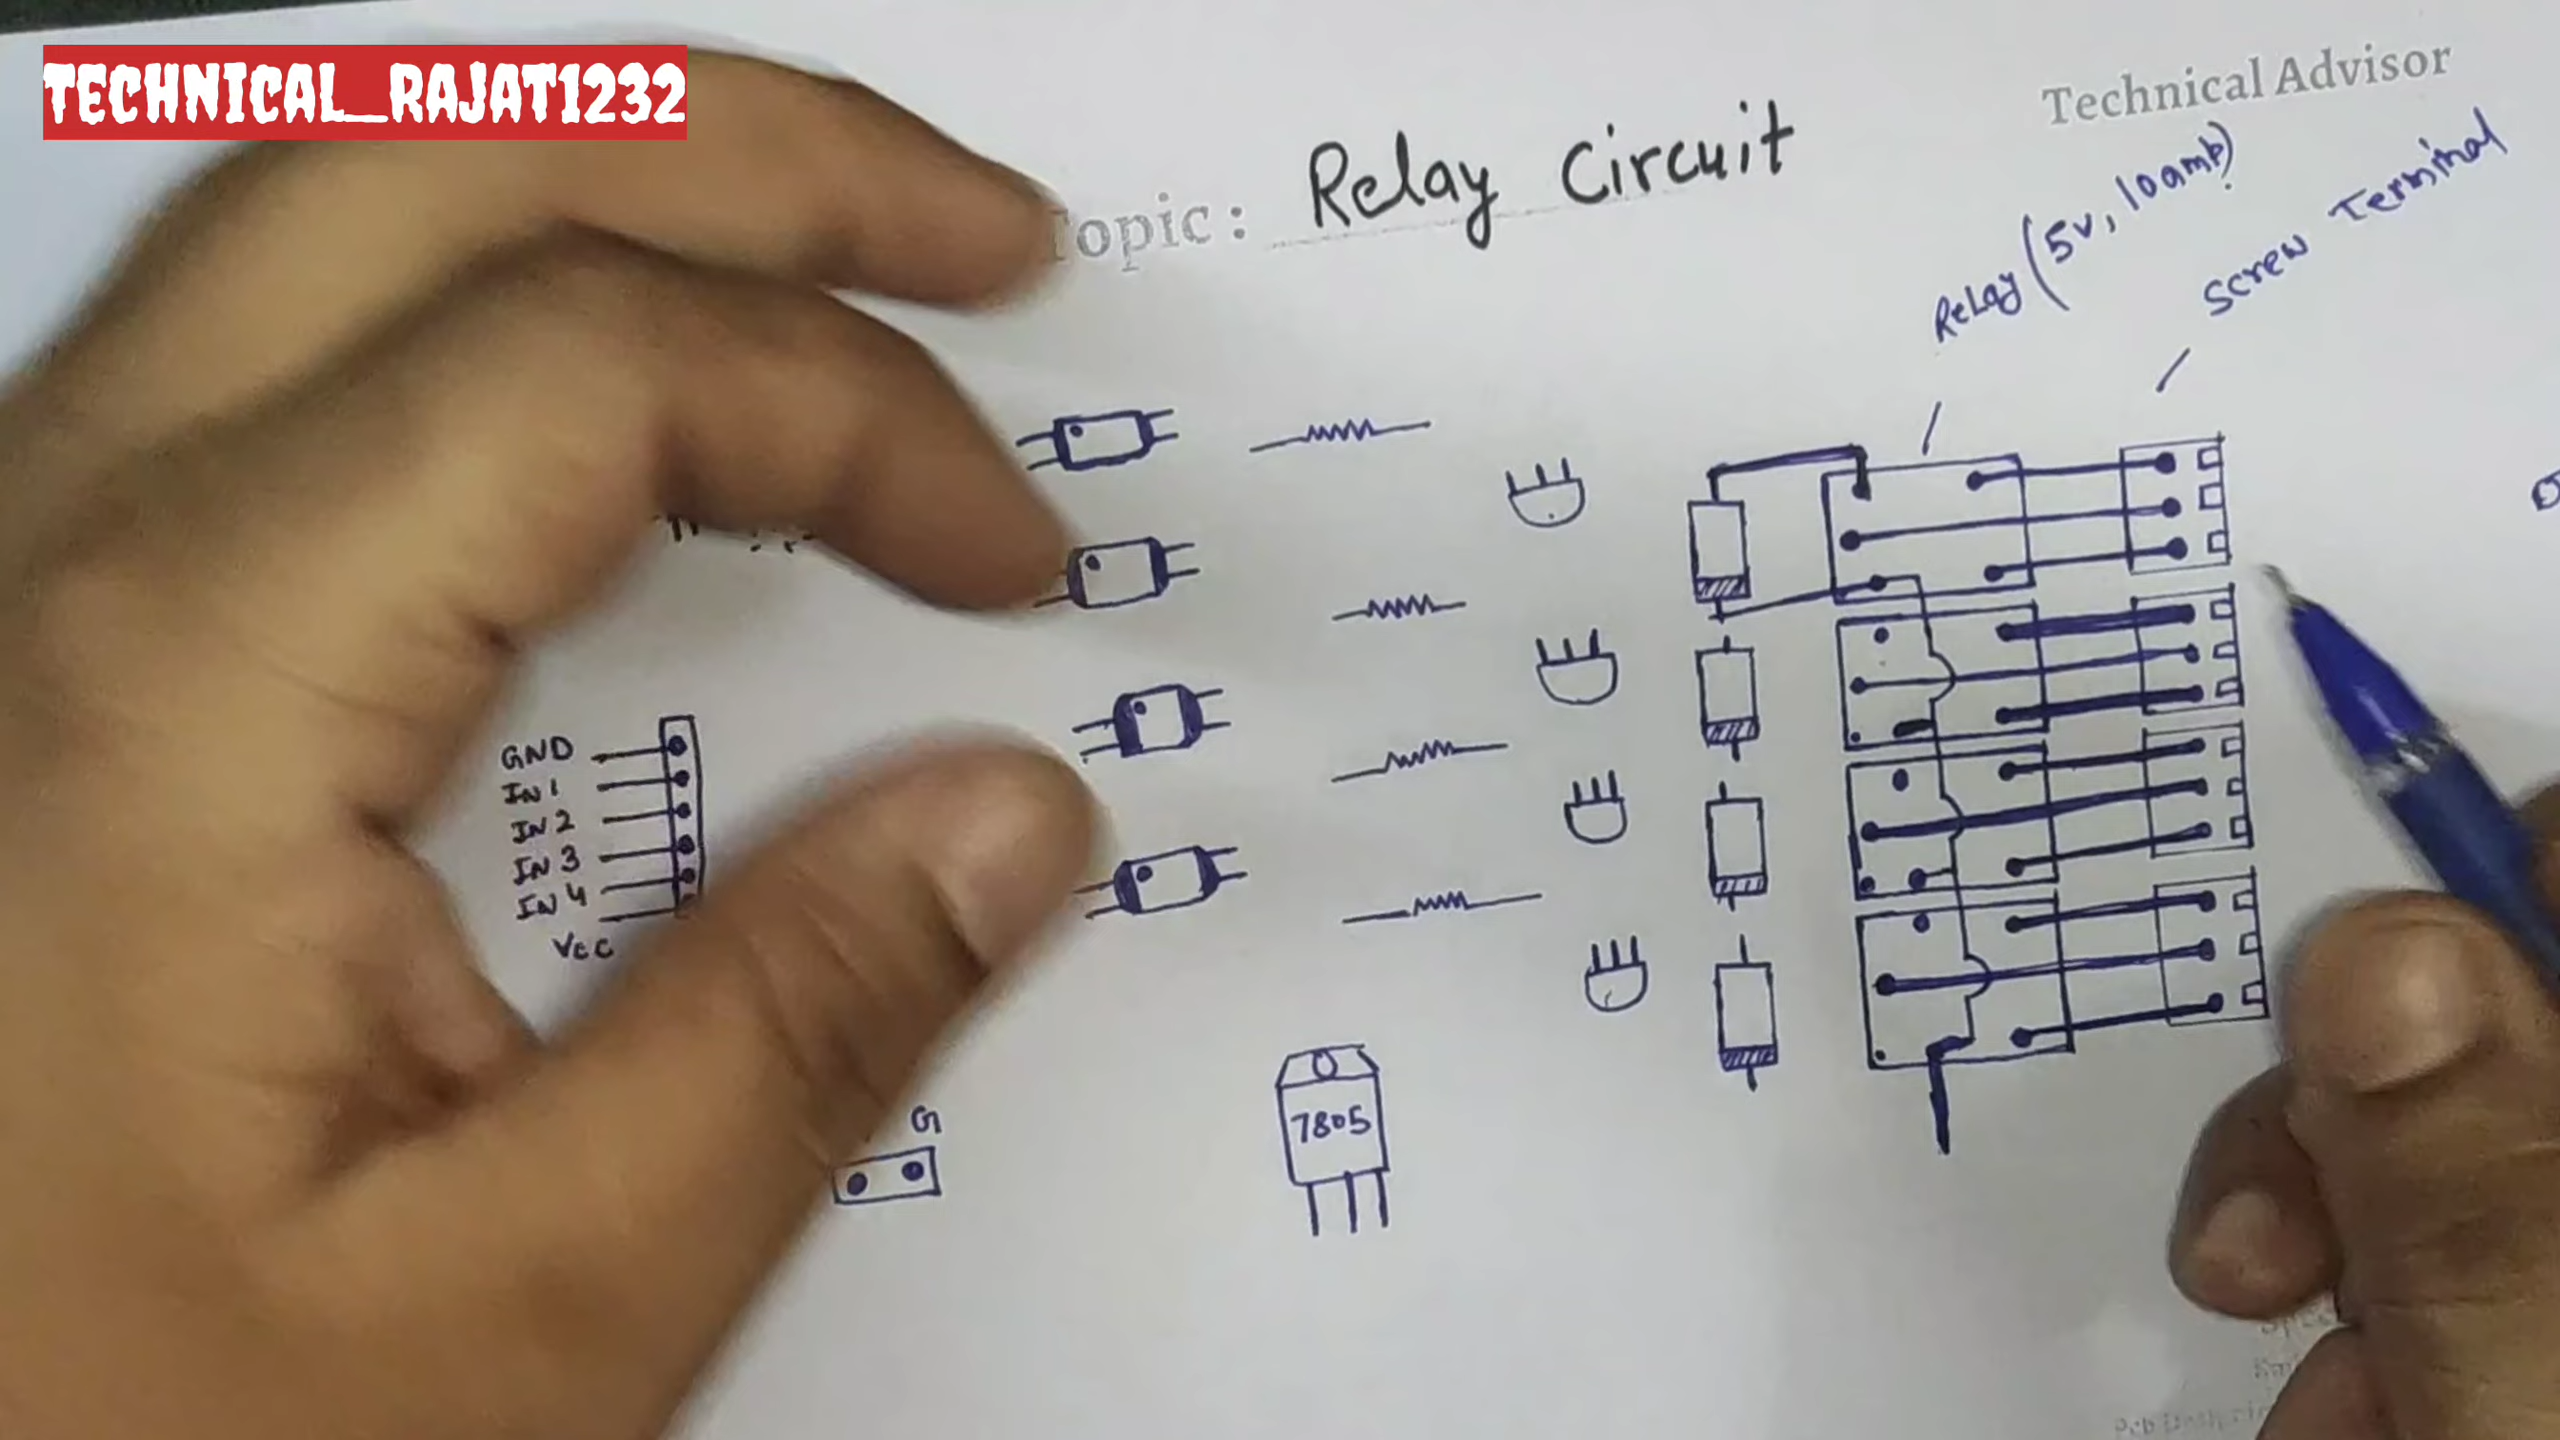 TECHNICAL_RAJAT1232
Technical Advisor
Topic: Relay Circuit
Relay (5v, 10amp)
Screw Terminal
GND
IN 1
IN 2
IN 3
IN 4
Vcc
G
7805